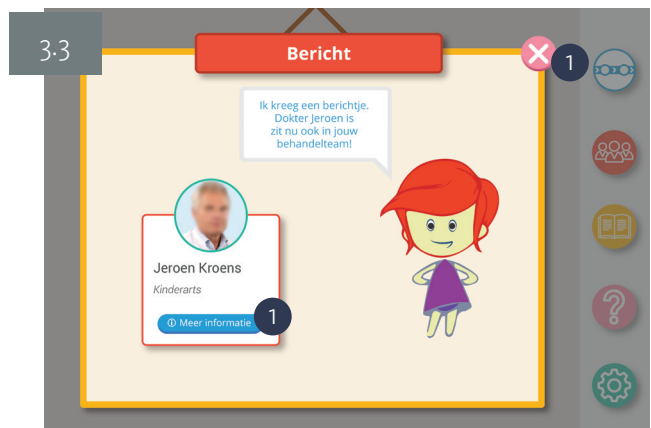 3.3
Bericht
1
Ik kreeg een berichtje.
Dokter Jeroen is
zit nu ook in jouw
behandelteam!
Jeroen Kroens
Kinderarts
Meer informatie
1